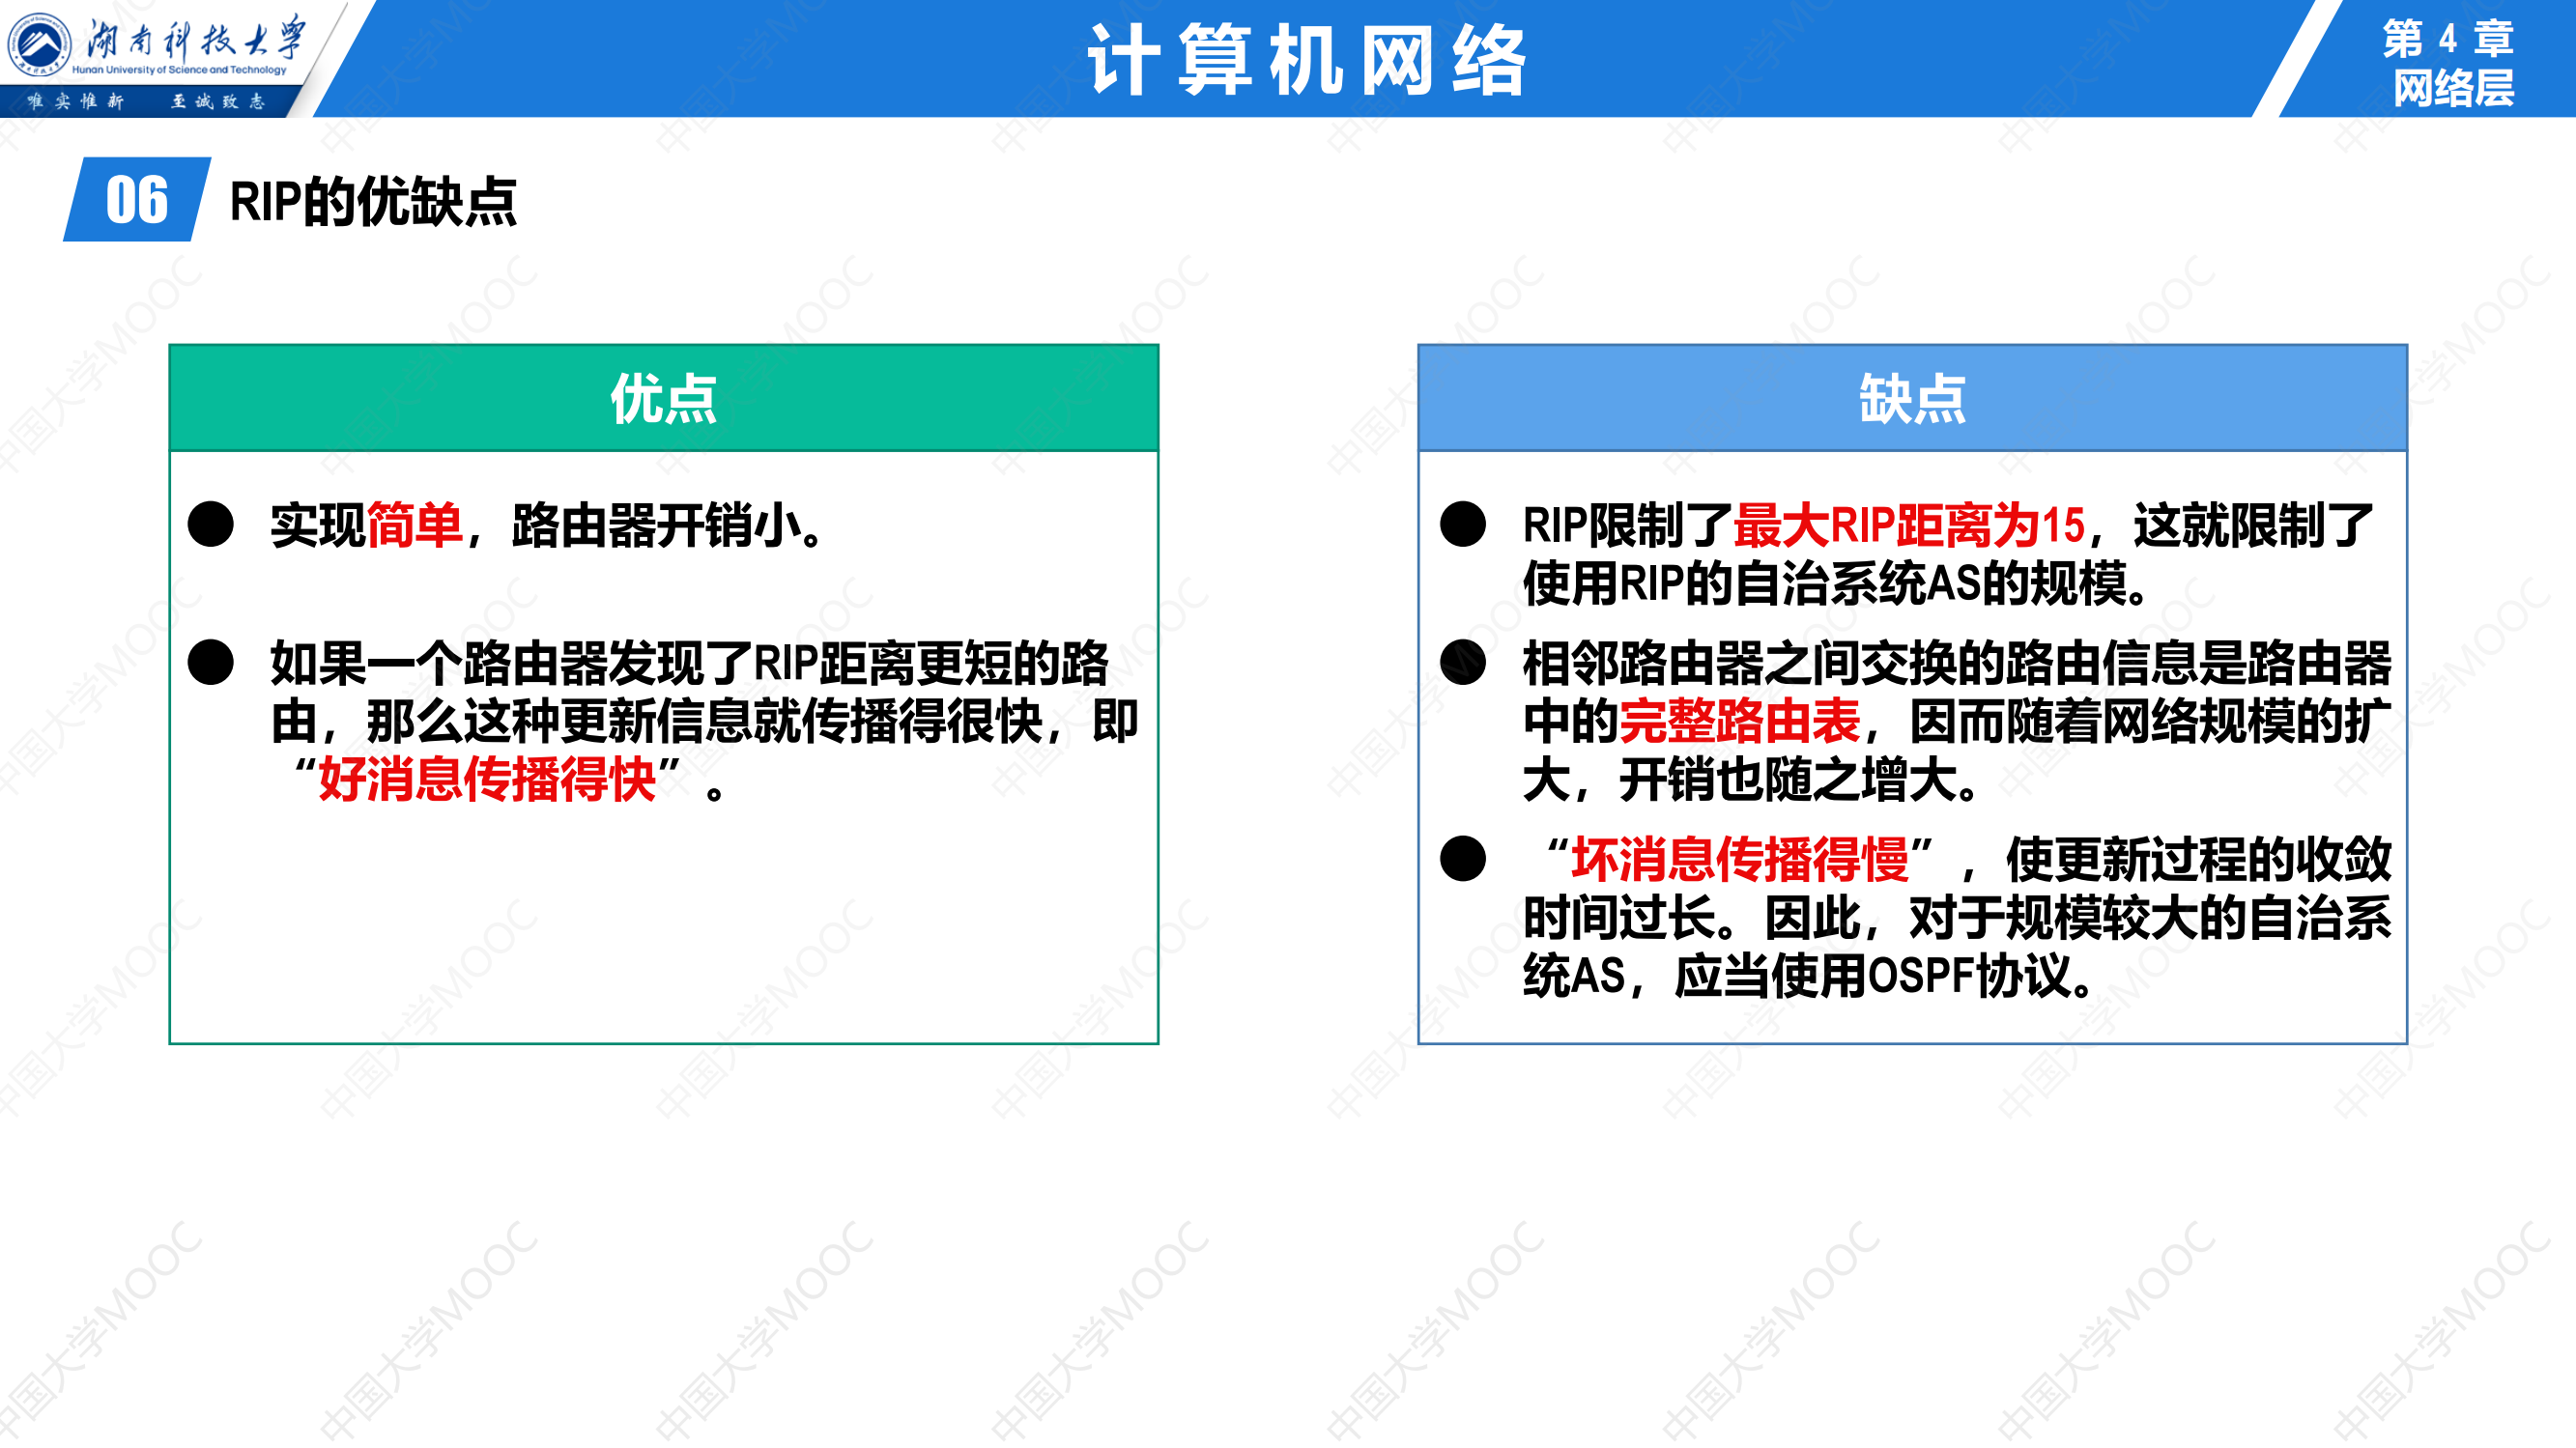 湖南科技大学
Hunan University of Science and Technology
唯实惟新 至诚致志
计算机网络
第 4 章
网络层
06 RIP的优缺点
优点
实现简单，路由器开销小。
如果一个路由器发现了RIP距离更短的路
由，那么这种更新信息就传播得很快，即
“好消息传播得快”。
缺点
RIP限制了最大RIP距离为15，这就限制了
使用RIP的自治系统AS的规模。
相邻路由器之间交换的路由信息是路由器
中的完整路由表，因而随着网络规模的扩
大，开销也随之增大。
“坏消息传播得慢”，使更新过程的收敛
时间过长。因此，对于规模较大的自治系
统AS，应当使用OSPF协议。
中国大学MOOC